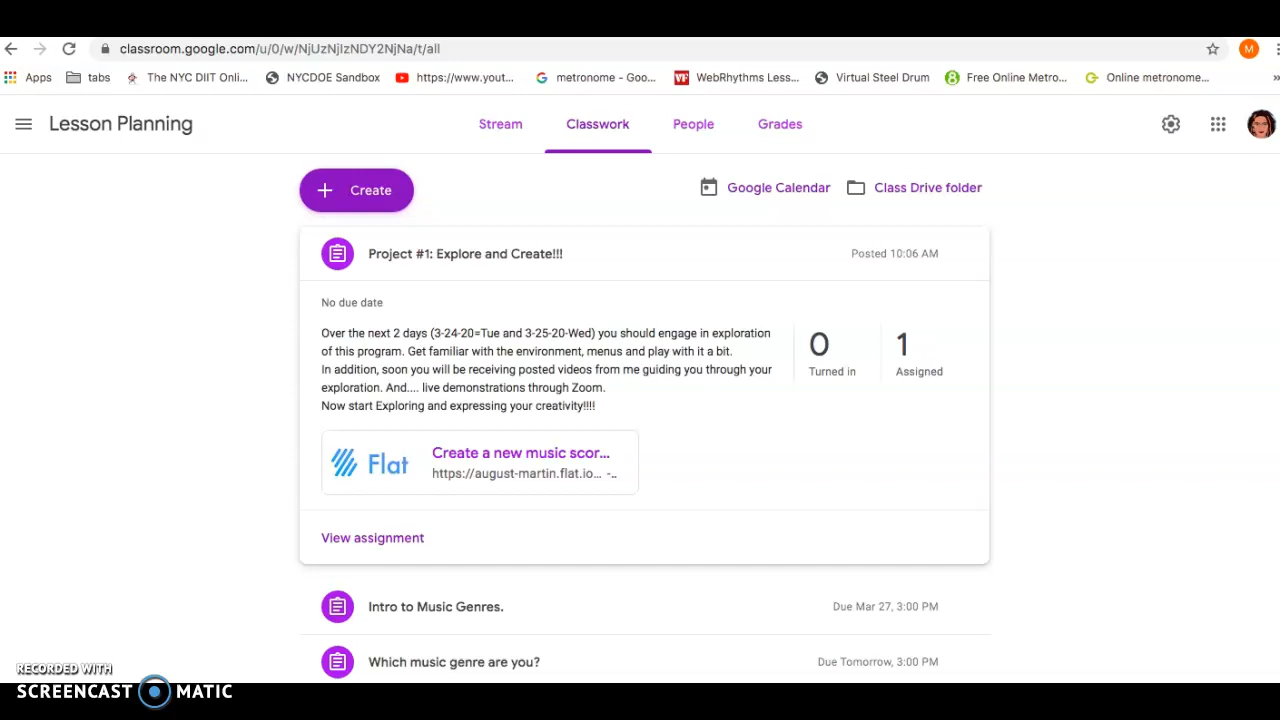 classroom.google.com/u/0/w/NjUzNjIzNDY2NjNa/t/all
M
Apps tabs The NYC DIIT Onli... NYCDOE Sandbox https://www.yout... metronome - Goo... WebRhythms Less... Virtual Steel Drum Free Online Metro... Online metronome...
Lesson Planning Stream Classwork People Grades
Create Google Calendar Class Drive folder
Project #1: Explore and Create!!! Posted 10:06 AM
No due date
Over the next 2 days (3-24-20=Tue and 3-25-20-Wed) you should engage in exploration
of this program. Get familiar with the environment, menus and play with it a bit.
In addition, soon you will be receiving posted videos from me guiding you through your
exploration. And.... live demonstrations through Zoom.
Now start Exploring and expressing your creativity!!!!
0 1
Turned in Assigned
Flat Create a new music scor...
https://august-martin.flat.io... -..
View assignment
Intro to Music Genres. Due Mar 27, 3:00 PM
Which music genre are you? Due Tomorrow, 3:00 PM
RECORDED WITH
SCREENCAST MATIC